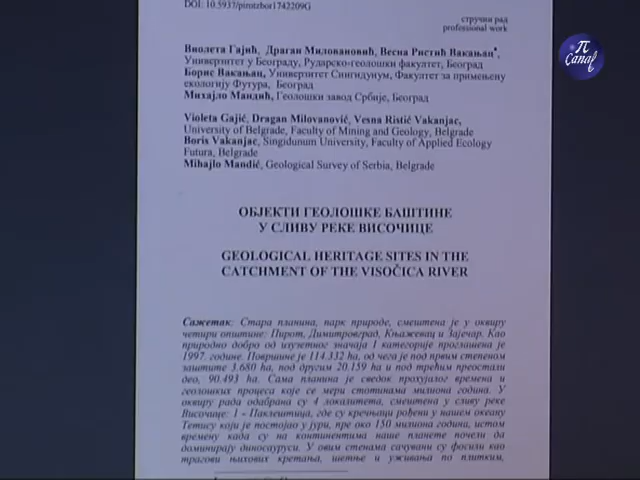 DOI: 10.5937/pirotzbor1742209G
стручни рад
professional work
π
Canal
Виолета Гајић, Драган Миловановић, Весна Ристић Вакањац*,
Универзитет у Београду, Рударско-геолошки факултет, Београд
Борис Вакањац, Универзитет Сингидунум, Факултет за примењену
екологију Футура, Београд
Михајло Мандић, Геолошки завод Србије, Београд
Violeta Gajić, Dragan Milovanović, Vesna Ristić Vakanjac,
University of Belgrade, Faculty of Mining and Geology, Belgrade
Boris Vakanjac, Singidunum University, Faculty of Applied Ecology
Futura, Belgrade
Mihajlo Mandić, Geological Survey of Serbia, Belgrade
ОБЈЕКТИ ГЕОЛОШКЕ БАШТИНЕ
У СЛИВУ РЕКЕ ВИСОЧИЦЕ
GEOLOGICAL HERITAGE SITES IN THE
CATCHMENT OF THE VISOČICA RIVER
Сажетак: Стара планина, парк природе, смештена је у оквиру
четири општине: Пирот, Димитровград, Књажевац и Зајечар. Као
природно добро од изузетног значаја 1 категорије проглашена је
1997. године. Површине је 114.332 ha, од чега је под првим степеном
заштите 3.680 ha, под другим 20.159 ha и под трећим преостали
део, 90.493 ha. Сама планина је сведок прохујалог времена и
геолошких процеса које се мери стотинама милиона година. У
оквиру рада одабрана су 4 локалитета, смештена у сливу реке
Височице: 1 - Паклештица, где су кречњаци рођени у нашем океану
Тетису који је постојао у јури, пре око 150 милиона година, истом
времену када су на континентима наше планете почели да
доминирају диносауруси. У овим стенама сачувани су фосили као
трагови њихових кретања, шетње и уживања по плитким,